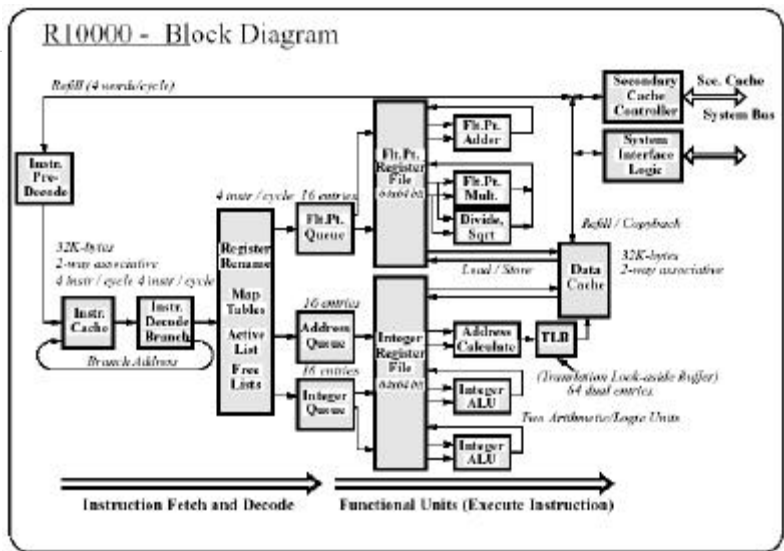 R10000 - Block Diagram
Refill (4 words/cycle)
Secondary
Cache
Controller
Sec. Cache
System Bus
System
Interface
Logic
Instr.
Pre-
Decode
Flt.Pt.
Register
File
64x64 bit
Flt.Pt.
Adder
Flt.Pt.
Mult.
Divide,
Sqrt
4 instr / cycle
16 entries
Flt.Pt.
Queue
Refill / Copyback
32K-bytes
2-way associative
4 instr / cycle
4 instr / cycle
Instr.
Cache
Instr.
Decode
Branch
Branch Address
Register
Rename
Map
Tables
Active
List
Free
Lists
Load / Store
Data
Cache
32K-bytes
2-way associative
16 entries
Address
Queue
16 entries
Integer
Queue
Integer
Register
File
64x64 bit
Address
Calculate
TLB
(Translation Look-aside Buffer)
64 dual entries
Integer
ALU
Two Arithmetic/Logic Units
Integer
ALU
Instruction Fetch and Decode
Functional Units (Execute Instruction)